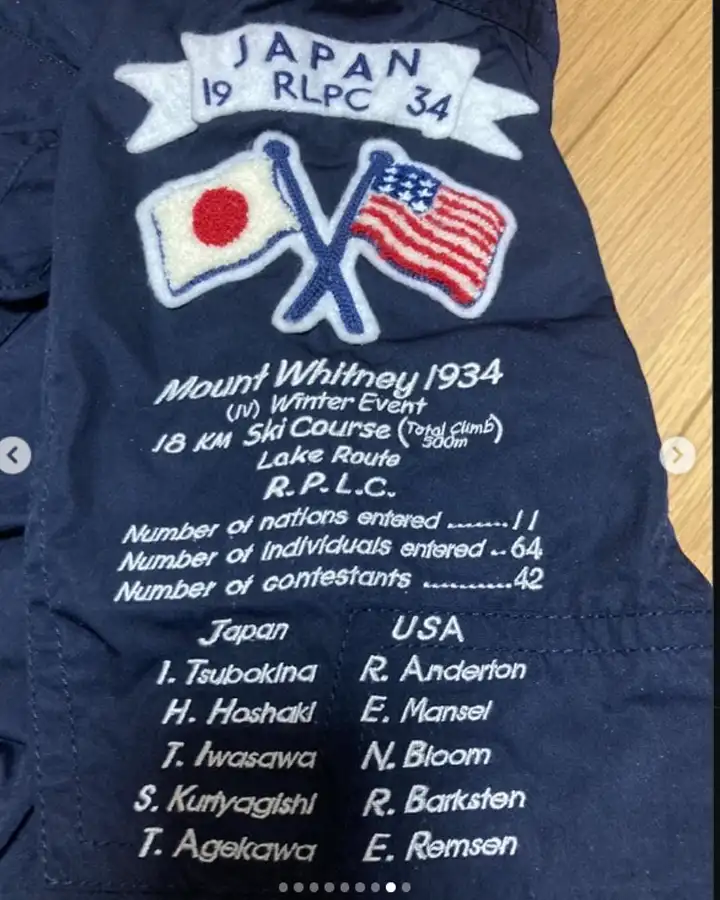 JAPAN
19 RLPC 34
Mount Whitney 1934
(IV) Winter Event
18 KM Ski Course (Total Climb 500m)
Lake Route
R.P.L.C.
Number of nations entered ........11
Number of Individuals entered ..64
Number of contestants ...........42
Japan USA
I. Tsubokina R. Anderton
H. Hoshaki E. Mansel
T. Iwasawa N. Bloom
S. Kuriyagishi R. Barksten
T. Agekawa E. Remsen